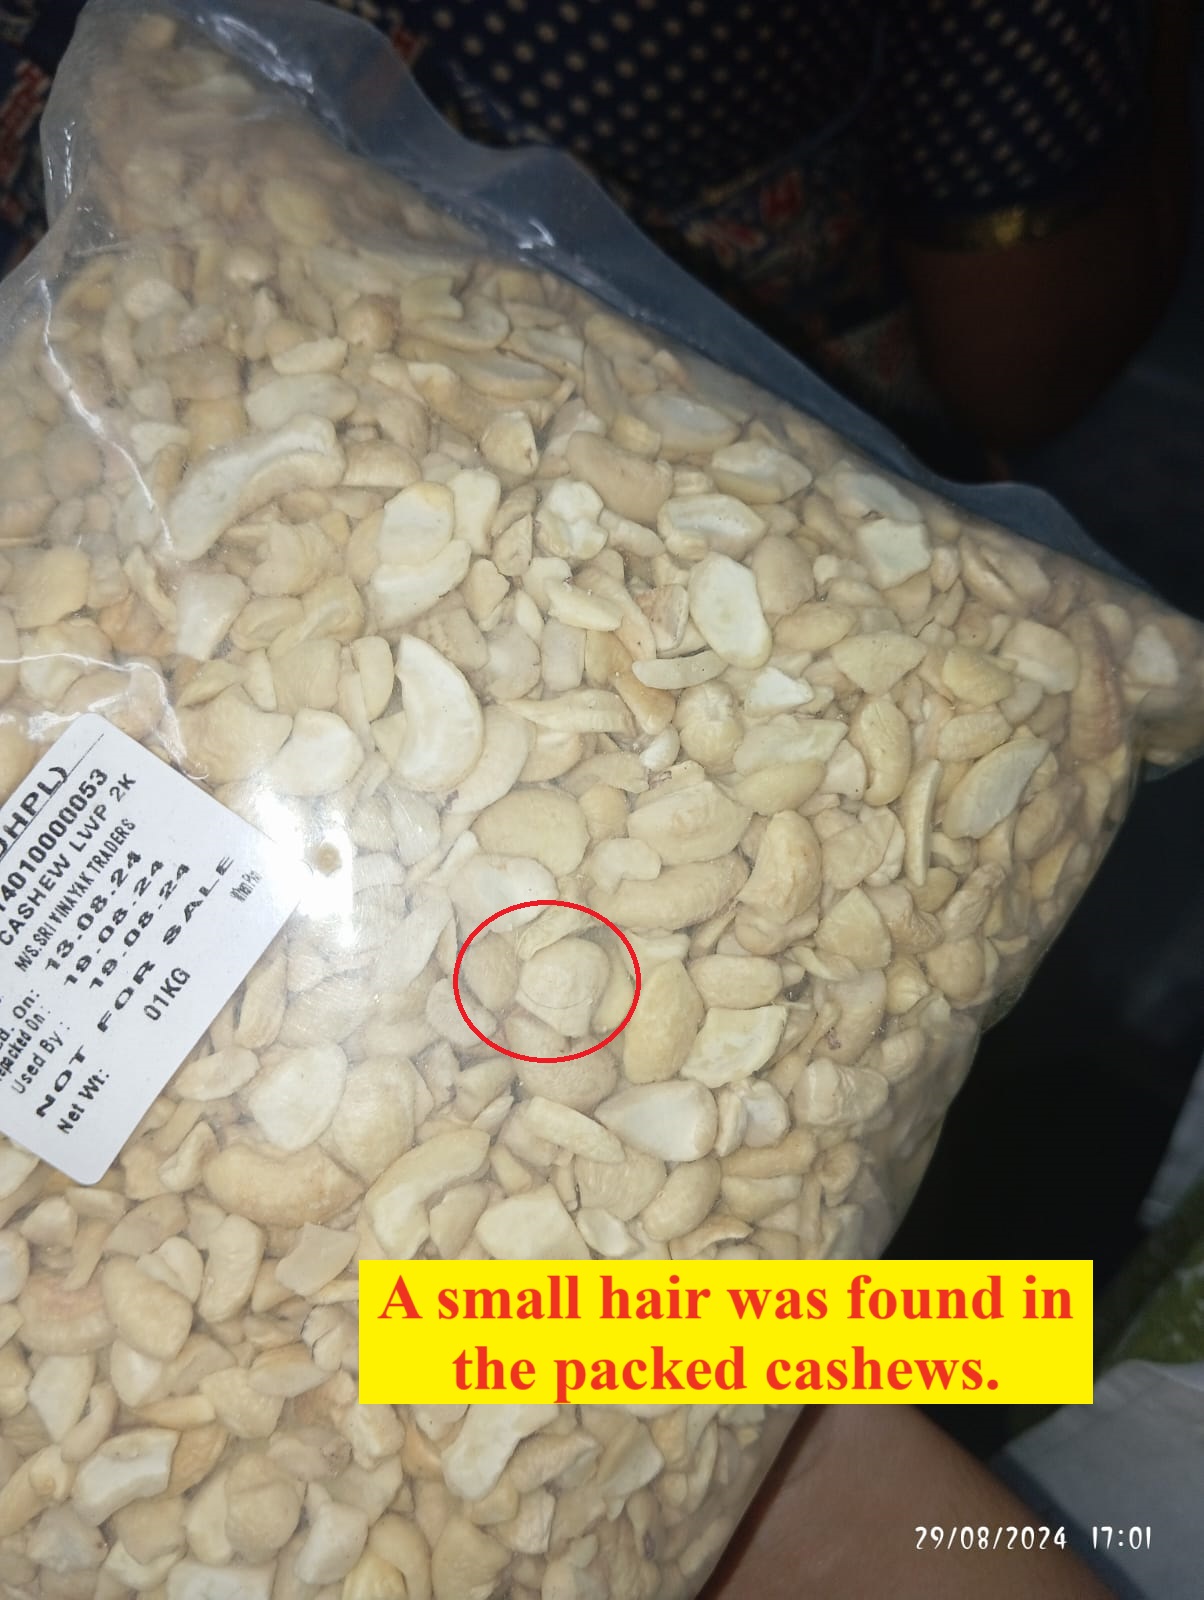 HPL)
14010000053
CASHEW LWP 2K
M/S.SRI VINAYAK TRADERS
13.08.24
On: 19.08.24
epacked On: 19.08.24
Used By :
NOT FOR SALE
Net Wt: 01KG
A small hair was found in
the packed cashews.
29/08/2024 17:01